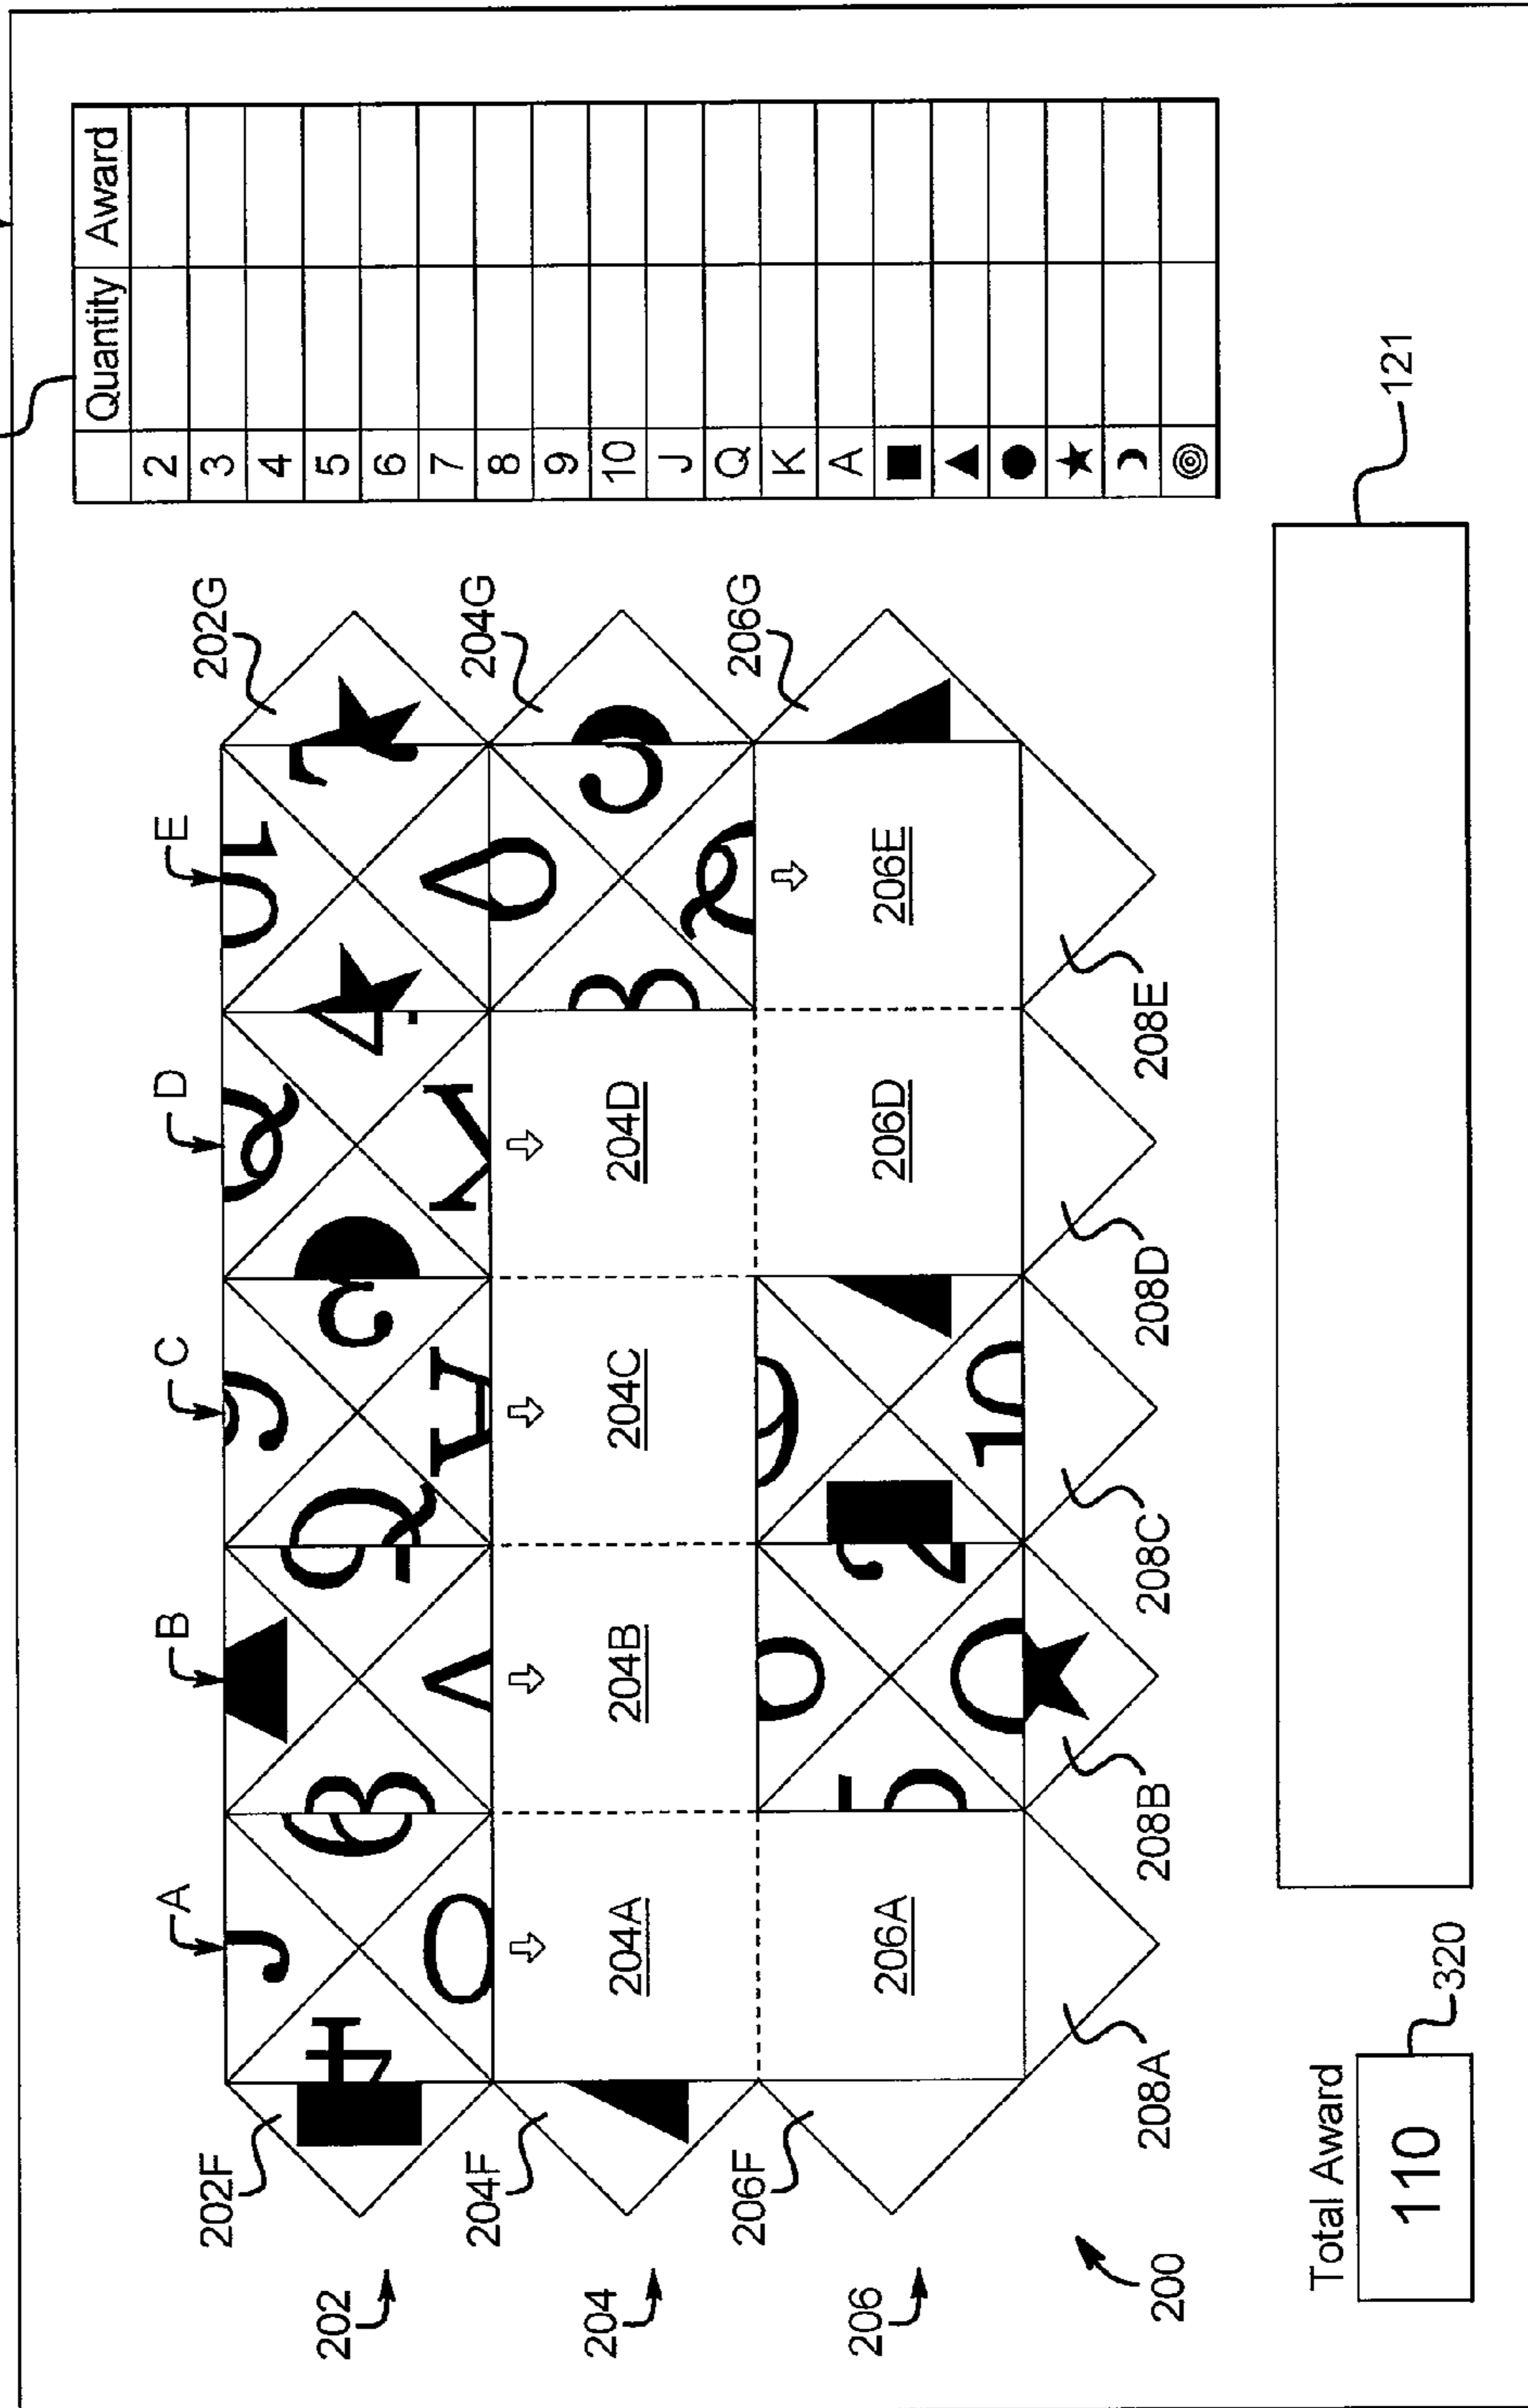 Quantity Award
2
3
4
5
6
7
8
9
10
J
Q
K
A
A B C D E
202F 202G
202
204F 204A 204B 204C 204D 204G
204
206F 206A 206D 206E 206G
206
208A 208B 208C 208D 208E
200
Total Award
110
320
121